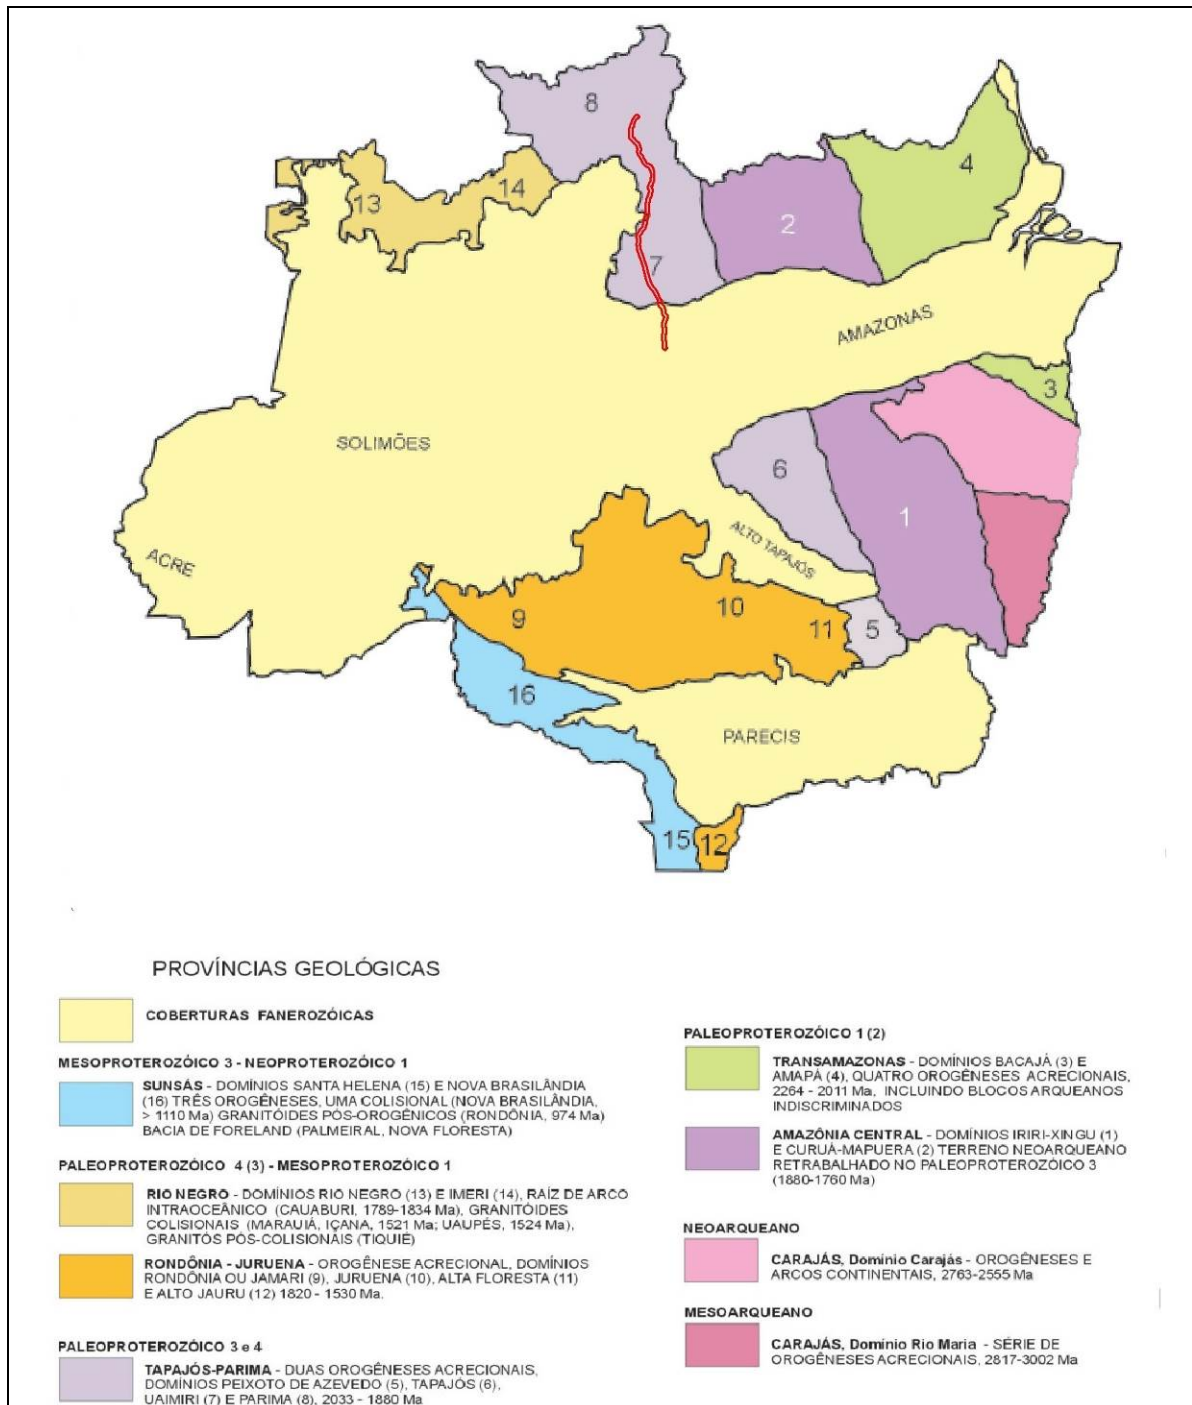 8
4
14
13
2
7
AMAZONAS
3
SOLIMÕES
6
1
ALTO TAPAJÓS
ACRE
10
9
11
5
16
PARECIS
15
12
PROVÍNCIAS GEOLÓGICAS
COBERTURAS FANEROZÓICAS
MESOPROTEROZÓICO 3 - NEOPROTEROZÓICO 1
SUNSÁS - DOMÍNIOS SANTA HELENA (15) E NOVA BRASILÂNDIA
(16) TRÊS OROGÊNESES, UMA COLISIONAL (NOVA BRASILÂNDIA,
> 1110 Ma) GRANITÓIDES PÓS-OROGÊNICOS (RONDÔNIA, 974 Ma)
BACIA DE FORELAND (PALMEIRAL, NOVA FLORESTA)
PALEOPROTEROZÓICO 4 (3) - MESOPROTEROZÓICO 1
RIO NEGRO - DOMÍNIOS RIO NEGRO (13) E IMERI (14), RAÍZ DE ARCO
INTRAOCEÂNICO (CAUABURI, 1789-1834 Ma), GRANITÓIDES
COLISIONAIS (MARAUIÁ, IÇANA, 1521 Ma; UAUPÉS, 1524 Ma),
GRANITOS PÓS-COLISIONAIS (TIQUIÉ)
RONDÔNIA - JURUENA - OROGÊNESE ACRECIONAL, DOMÍNIOS
RONDÔNIA OU JAMARI (9), JURUENA (10), ALTA FLORESTA (11)
E ALTO JAURU (12) 1820 - 1530 Ma.
PALEOPROTEROZÓICO 3 e 4
TAPAJÓS-PARIMA - DUAS OROGÊNESES ACRECIONAIS,
DOMÍNIOS PEIXOTO DE AZEVEDO (5), TAPAJÓS (6),
UAIMIRI (7) E PARIMA (8), 2033 - 1880 Ma
PALEOPROTEROZÓICO 1 (2)
TRANSAMAZONAS - DOMÍNIOS BACAJÁ (3) E
AMAPÁ (4), QUATRO OROGÊNESES ACRECIONAIS,
2264 - 2011 Ma, INCLUINDO BLOCOS ARQUEANOS
INDISCRIMINADOS
AMAZÔNIA CENTRAL - DOMÍNIOS IRIRI-XINGU (1)
E CURUÁ-MAPUERA (2) TERRENO NEOARQUEANO
RETRABALHADO NO PALEOPROTEROZÓICO 3
(1880-1760 Ma)
NEOARQUEANO
CARAJÁS, Domínio Carajás - OROGÊNESES E
ARCOS CONTINENTAIS, 2763-2555 Ma
MESOARQUEANO
CARAJÁS, Domínio Rio Maria - SÉRIE DE
OROGÊNESES ACRECIONAIS, 2817-3002 Ma